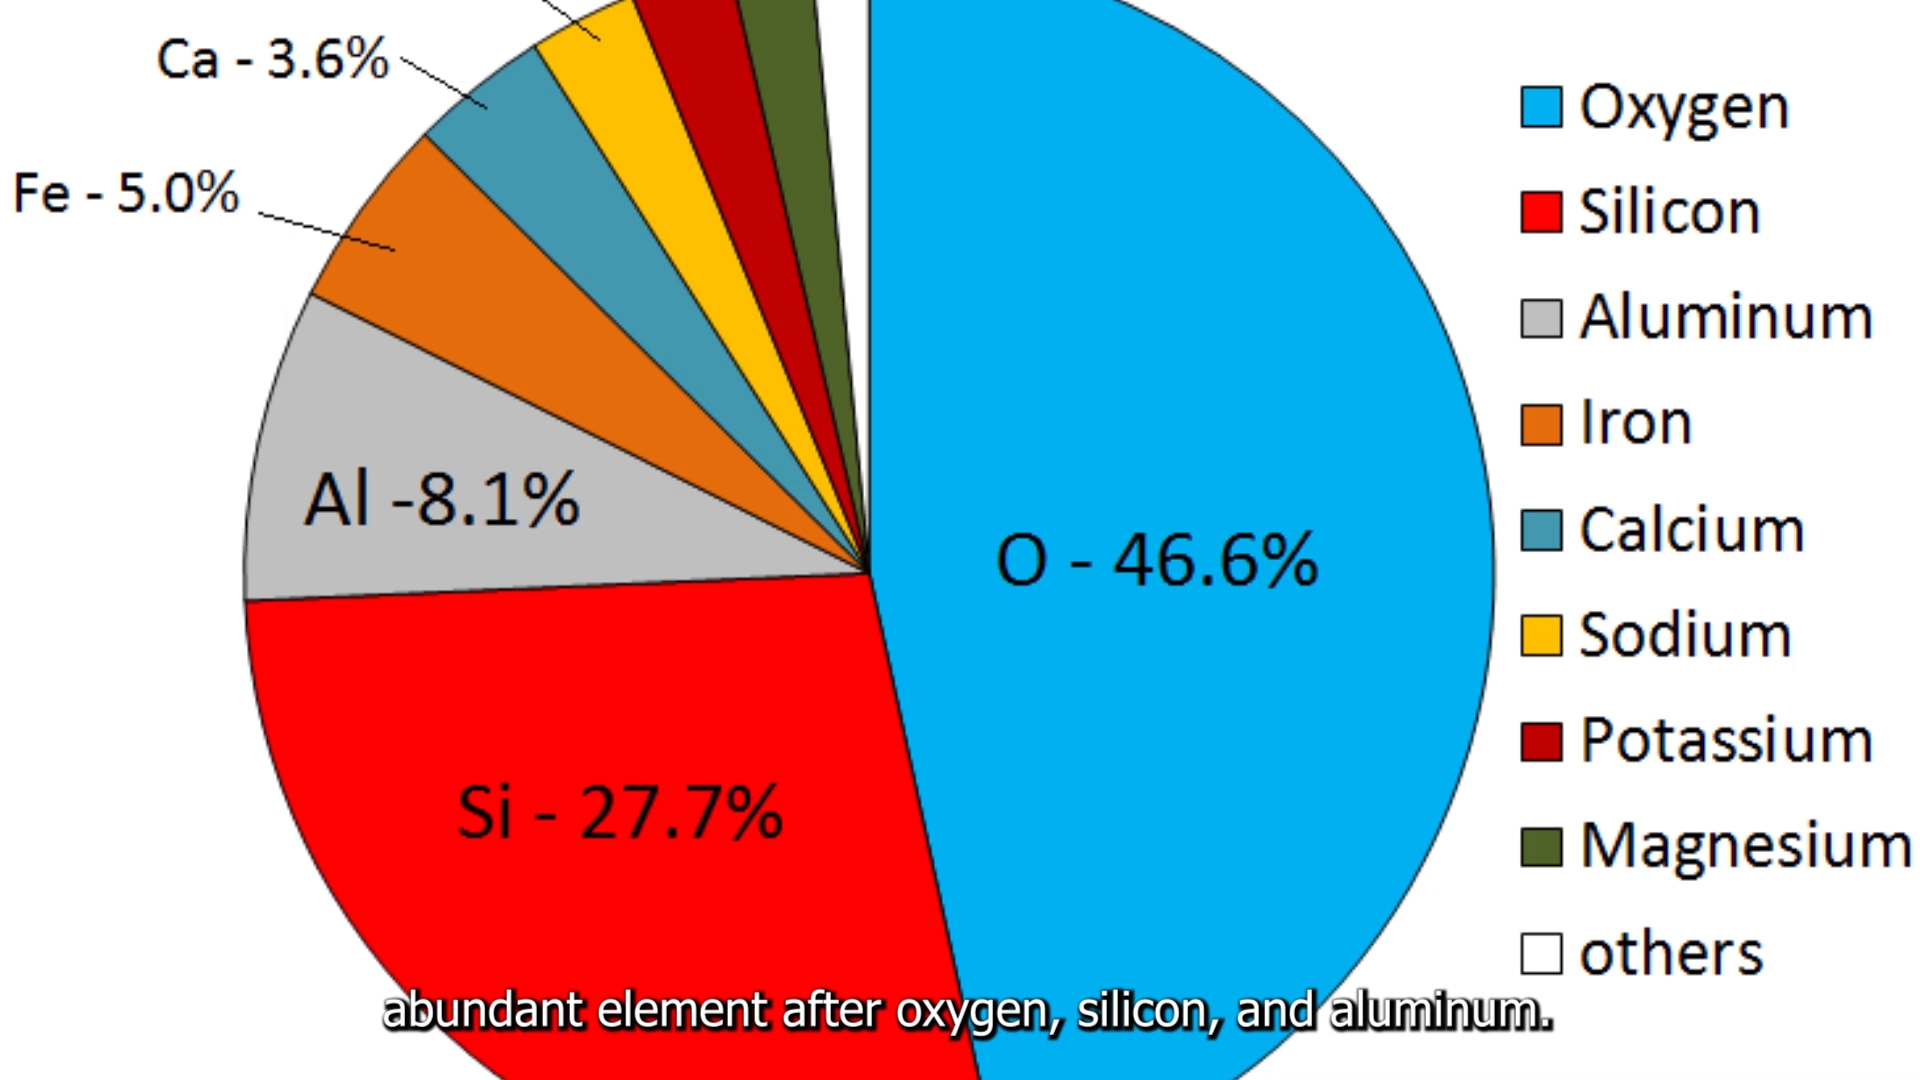 Ca - 3.6%
Fe - 5.0%
Al -8.1%
O - 46.6%
Si - 27.7%
Oxygen
Silicon
Aluminum
Iron
Calcium
Sodium
Potassium
Magnesium
others
abundant element after oxygen, silicon, and aluminum.